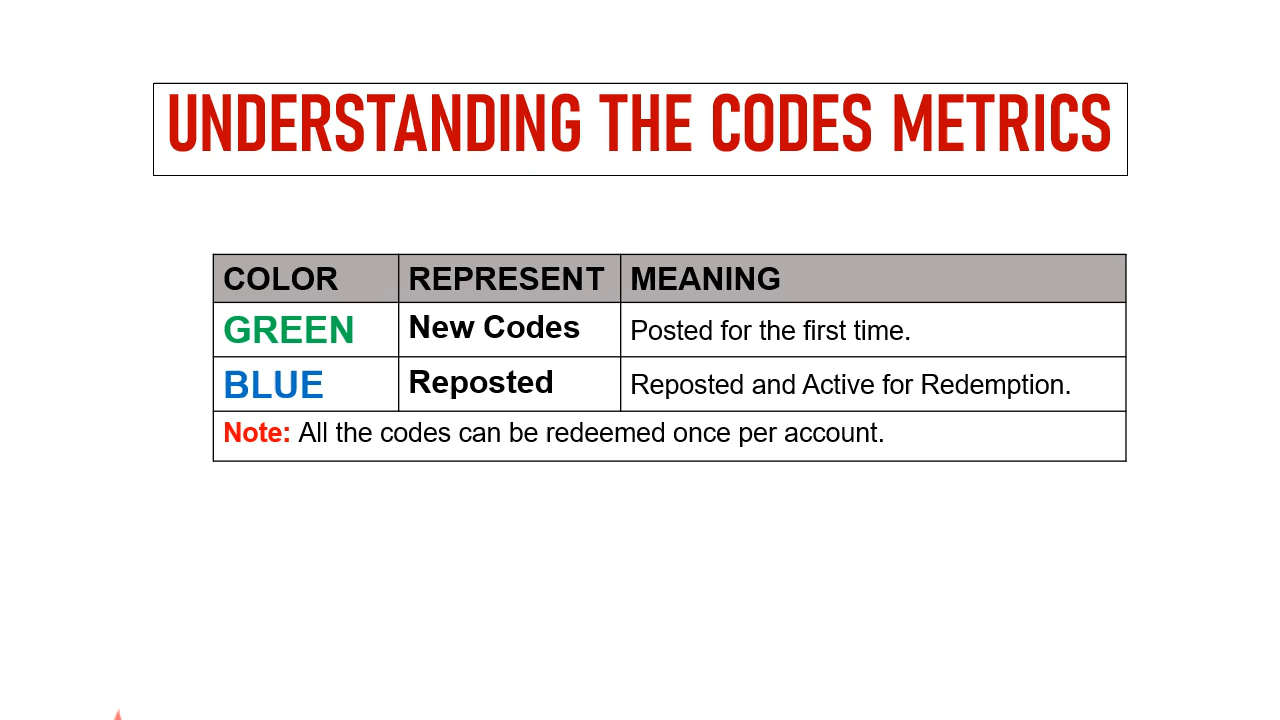 UNDERSTANDING THE CODES METRICS
COLOR REPRESENT MEANING
GREEN New Codes Posted for the first time.
BLUE Reposted Reposted and Active for Redemption.
Note: All the codes can be redeemed once per account.